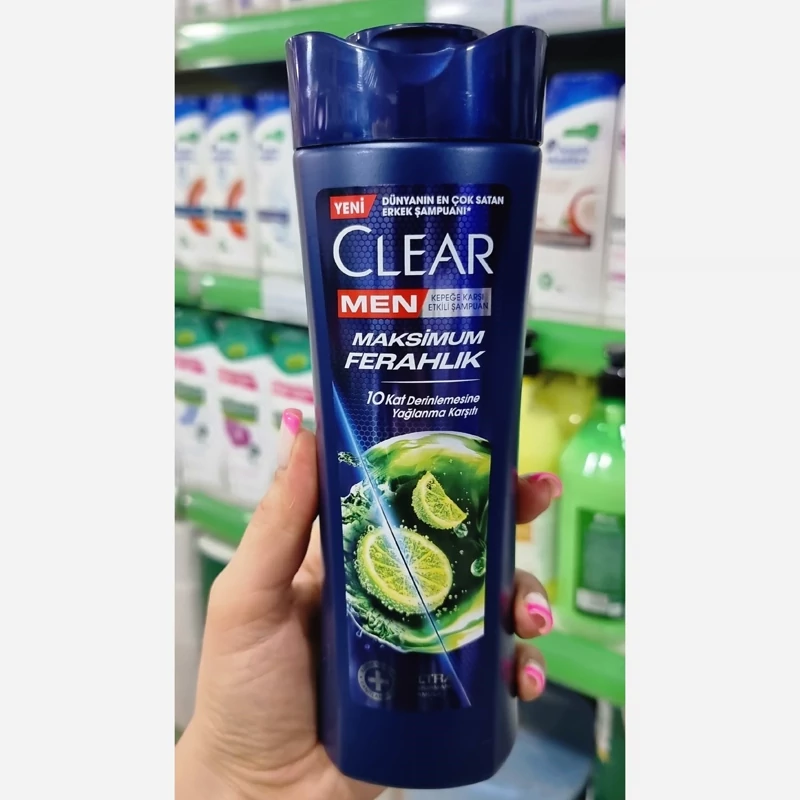 YENİ
DÜNYANIN EN ÇOK SATAN
ERKEK ŞAMPUANI*
CLEAR
MEN
KEPEĞE KARŞI
ETKİLİ ŞAMPUAN
MAKSİMUM
FERAHLIK
10 Kat Derinlemesine
Yağlanma Karşıtı